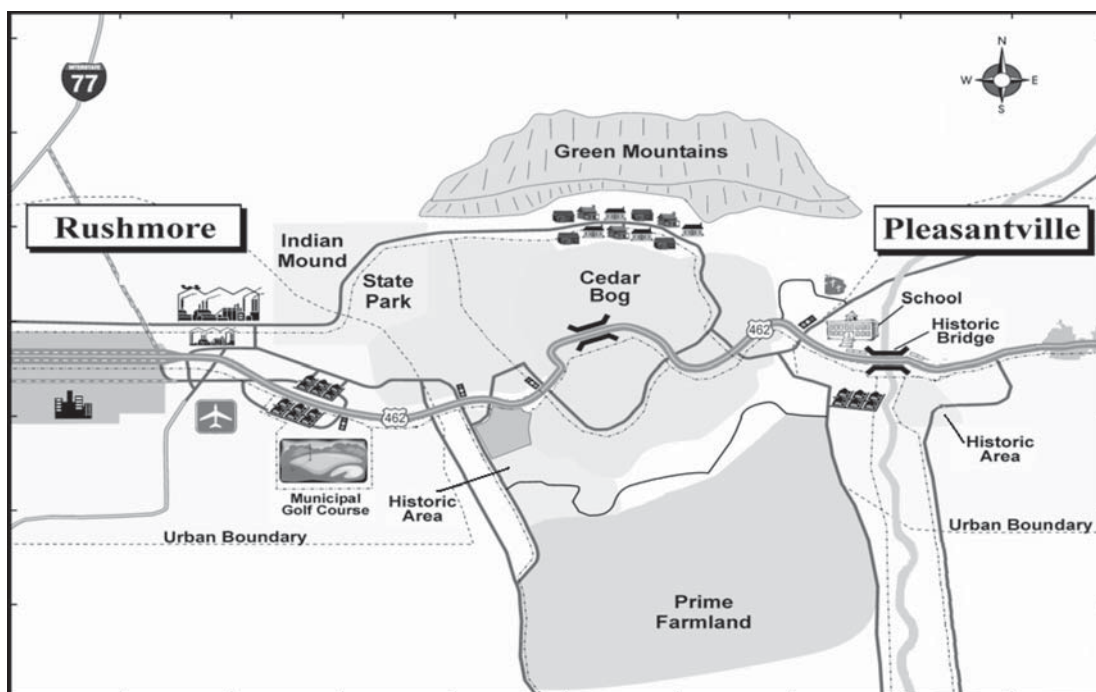 INTERSTATE
77
N
W E
S
Green Mountains
Rushmore
Pleasantville
Indian
Mound
State
Park
Cedar
Bog
School
462
Historic
Bridge
462
Historic
Area
Municipal
Golf Course
Historic
Area
Urban Boundary
Urban Boundary
Prime
Farmland